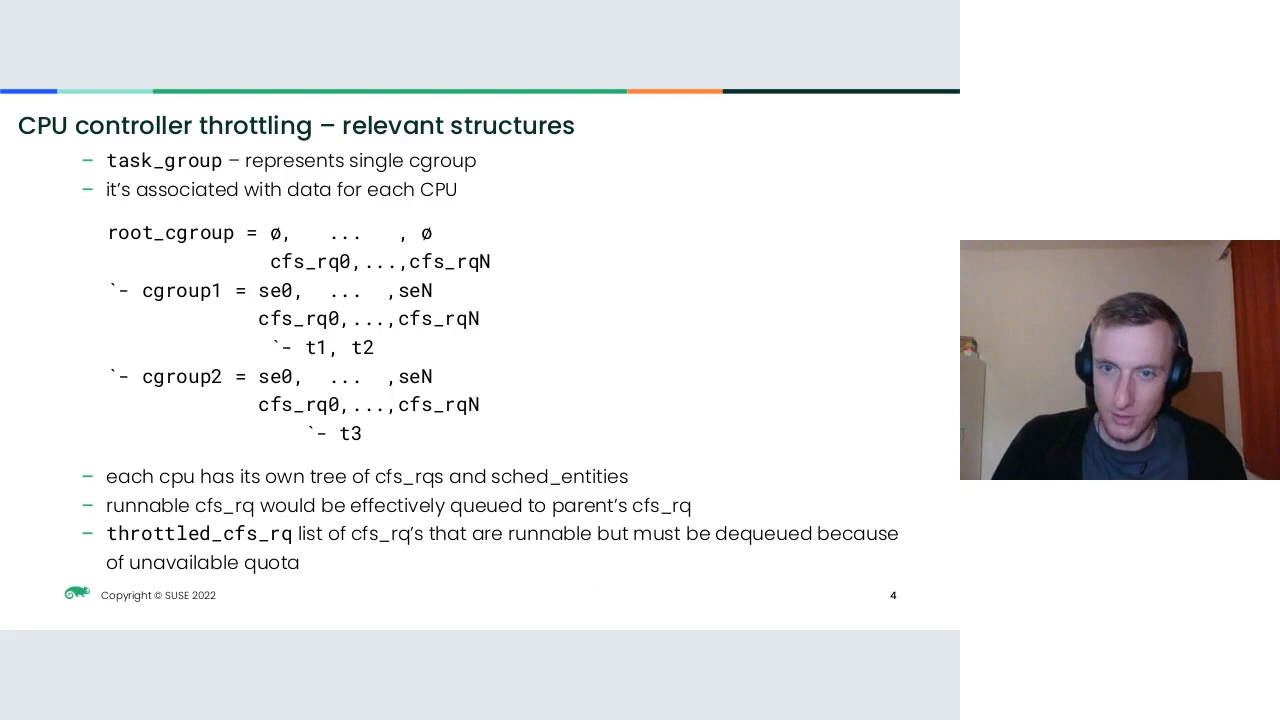 CPU controller throttling – relevant structures
– task_group – represents single cgroup
– it's associated with data for each CPU
root_cgroup = ø,   ...   , ø
cfs_rq0,...,cfs_rqN
`- cgroup1 = se0,  ...  ,seN
cfs_rq0,...,cfs_rqN
`- t1, t2
`- cgroup2 = se0,  ...  ,seN
cfs_rq0,...,cfs_rqN
`- t3
– each cpu has its own tree of cfs_rqs and sched_entities
– runnable cfs_rq would be effectively queued to parent's cfs_rq
– throttled_cfs_rq list of cfs_rq's that are runnable but must be dequeued because
of unavailable quota
Copyright © SUSE 2022
4